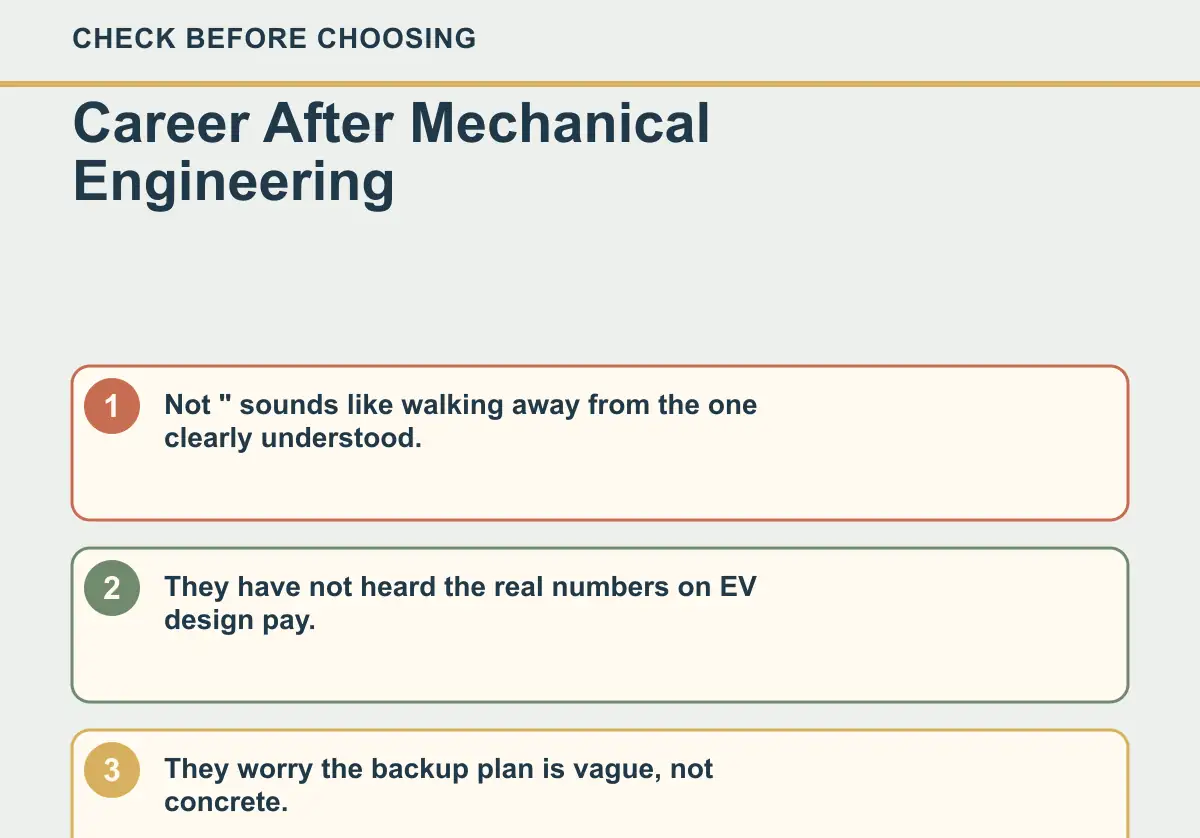 CHECK BEFORE CHOOSING
Career After Mechanical
Engineering
1
Not " sounds like walking away from the one
clearly understood.
2
They have not heard the real numbers on EV
design pay.
3
They worry the backup plan is vague, not
concrete.